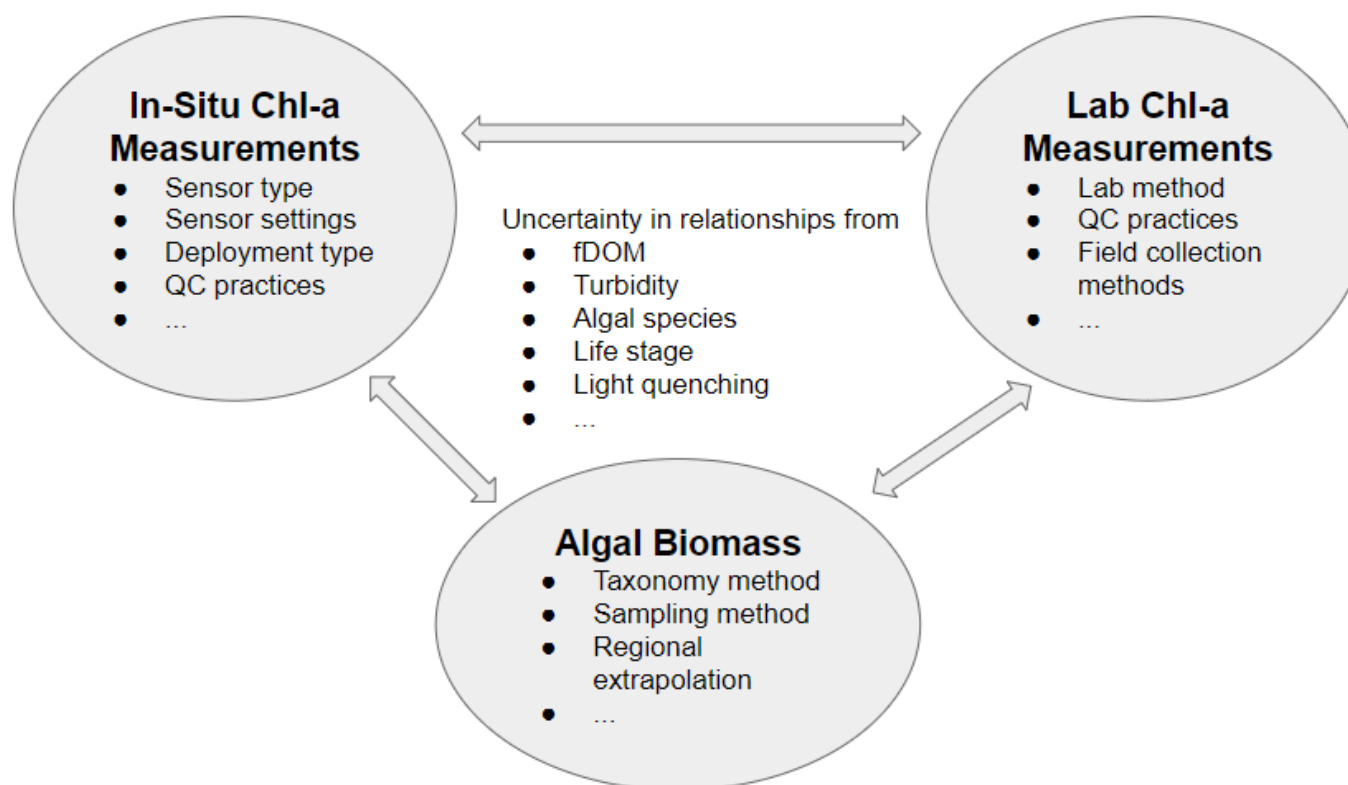 In-Situ Chl-a
Measurements
● Sensor type
● Sensor settings
● Deployment type
● QC practices
● ...
Lab Chl-a
Measurements
● Lab method
● QC practices
● Field collection
methods
● ...
Uncertainty in relationships from
● fDOM
● Turbidity
● Algal species
● Life stage
● Light quenching
● ...
Algal Biomass
● Taxonomy method
● Sampling method
● Regional
extrapolation
● ...